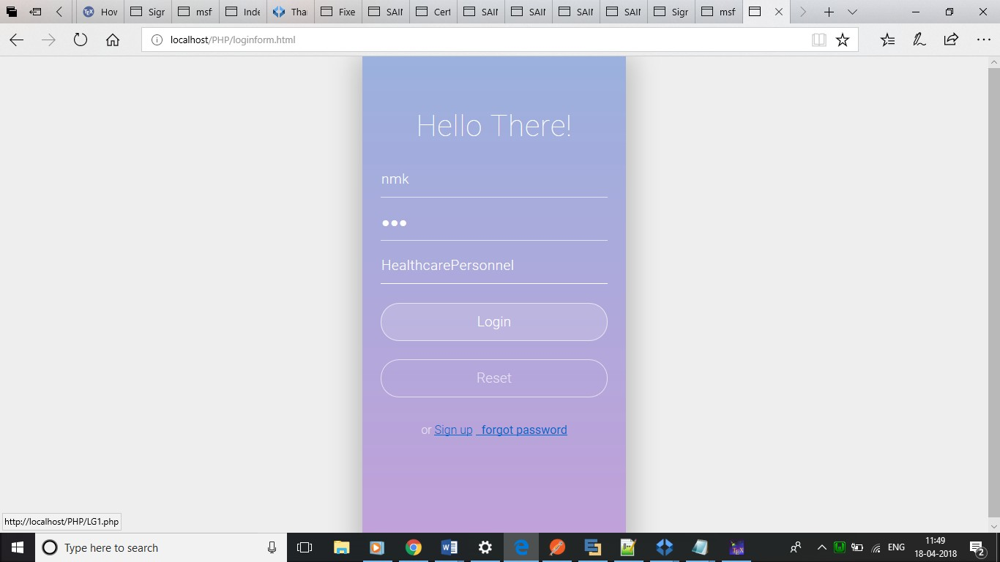 Hov Sigr msf Inde Tha Fixe SAII Cert SAII SAII SAII SAII Sigr msf
localhost/PHP/loginform.html
Hello There!
nmk
HealthcarePersonnel
Login
Reset
or Sign up forgot password
http://localhost/PHP/LG1.php
Type here to search
ENG
11:49
18-04-2018
2